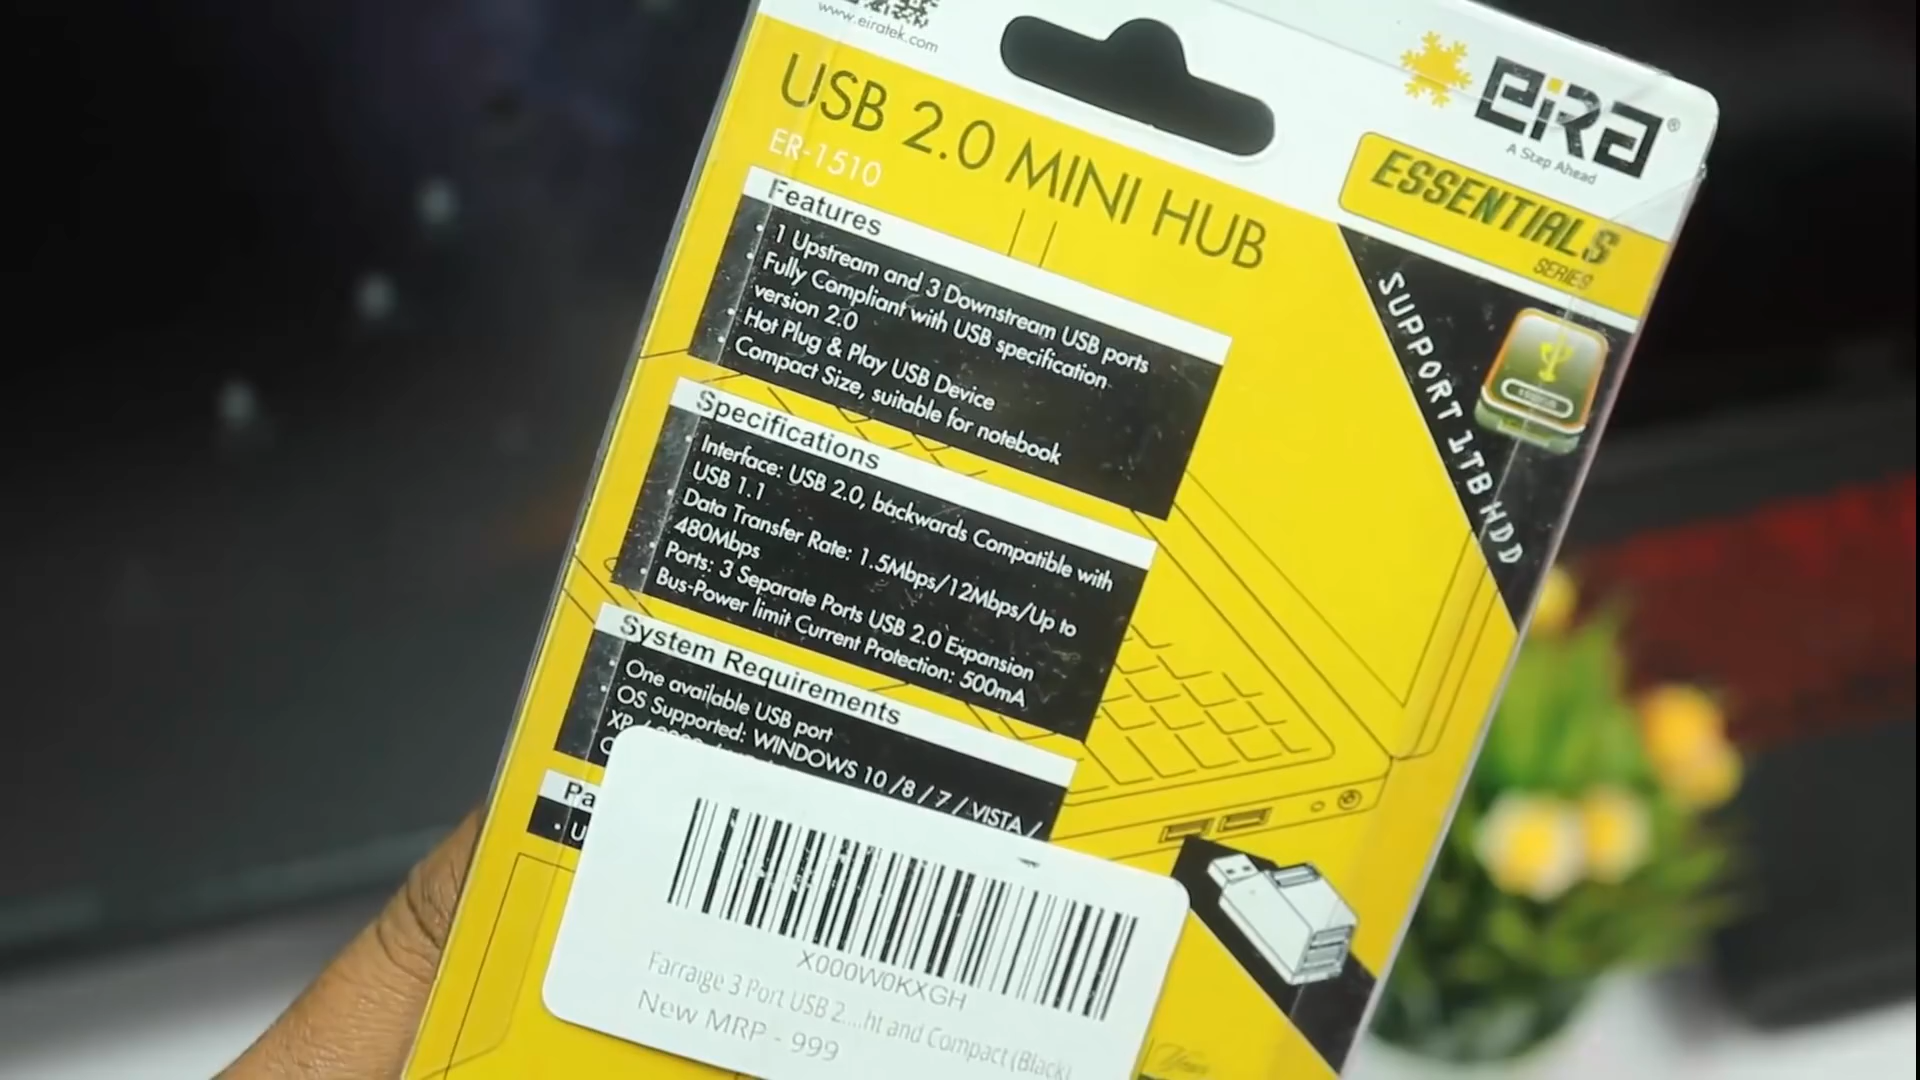 www.eiratek.com
eiRa®
A Step Ahead
ESSENTIALS
SERIES
SUPPORT 1TB HDD
USB 2.0 MINI HUB
ER-1510
Features
• 1 Upstream and 3 Downstream USB ports
• Fully Compliant with USB specification
version 2.0
• Hot Plug & Play USB Device
• Compact Size, suitable for notebook
Specifications
• Interface: USB 2.0, backwards Compatible with
USB 1.1
• Data Transfer Rate: 1.5Mbps/12Mbps/Up to
480Mbps
• Ports: 3 Separate Ports USB 2.0 Expansion
• Bus-Power limit Current Protection: 500mA
System Requirements
• One available USB port
• OS Supported: WINDOWS 10 /8 / 7 / VISTA /
XP /
X000W0KXGH
Farraige 3 Port USB 2....ht and Compact (Black)
New MRP - 999